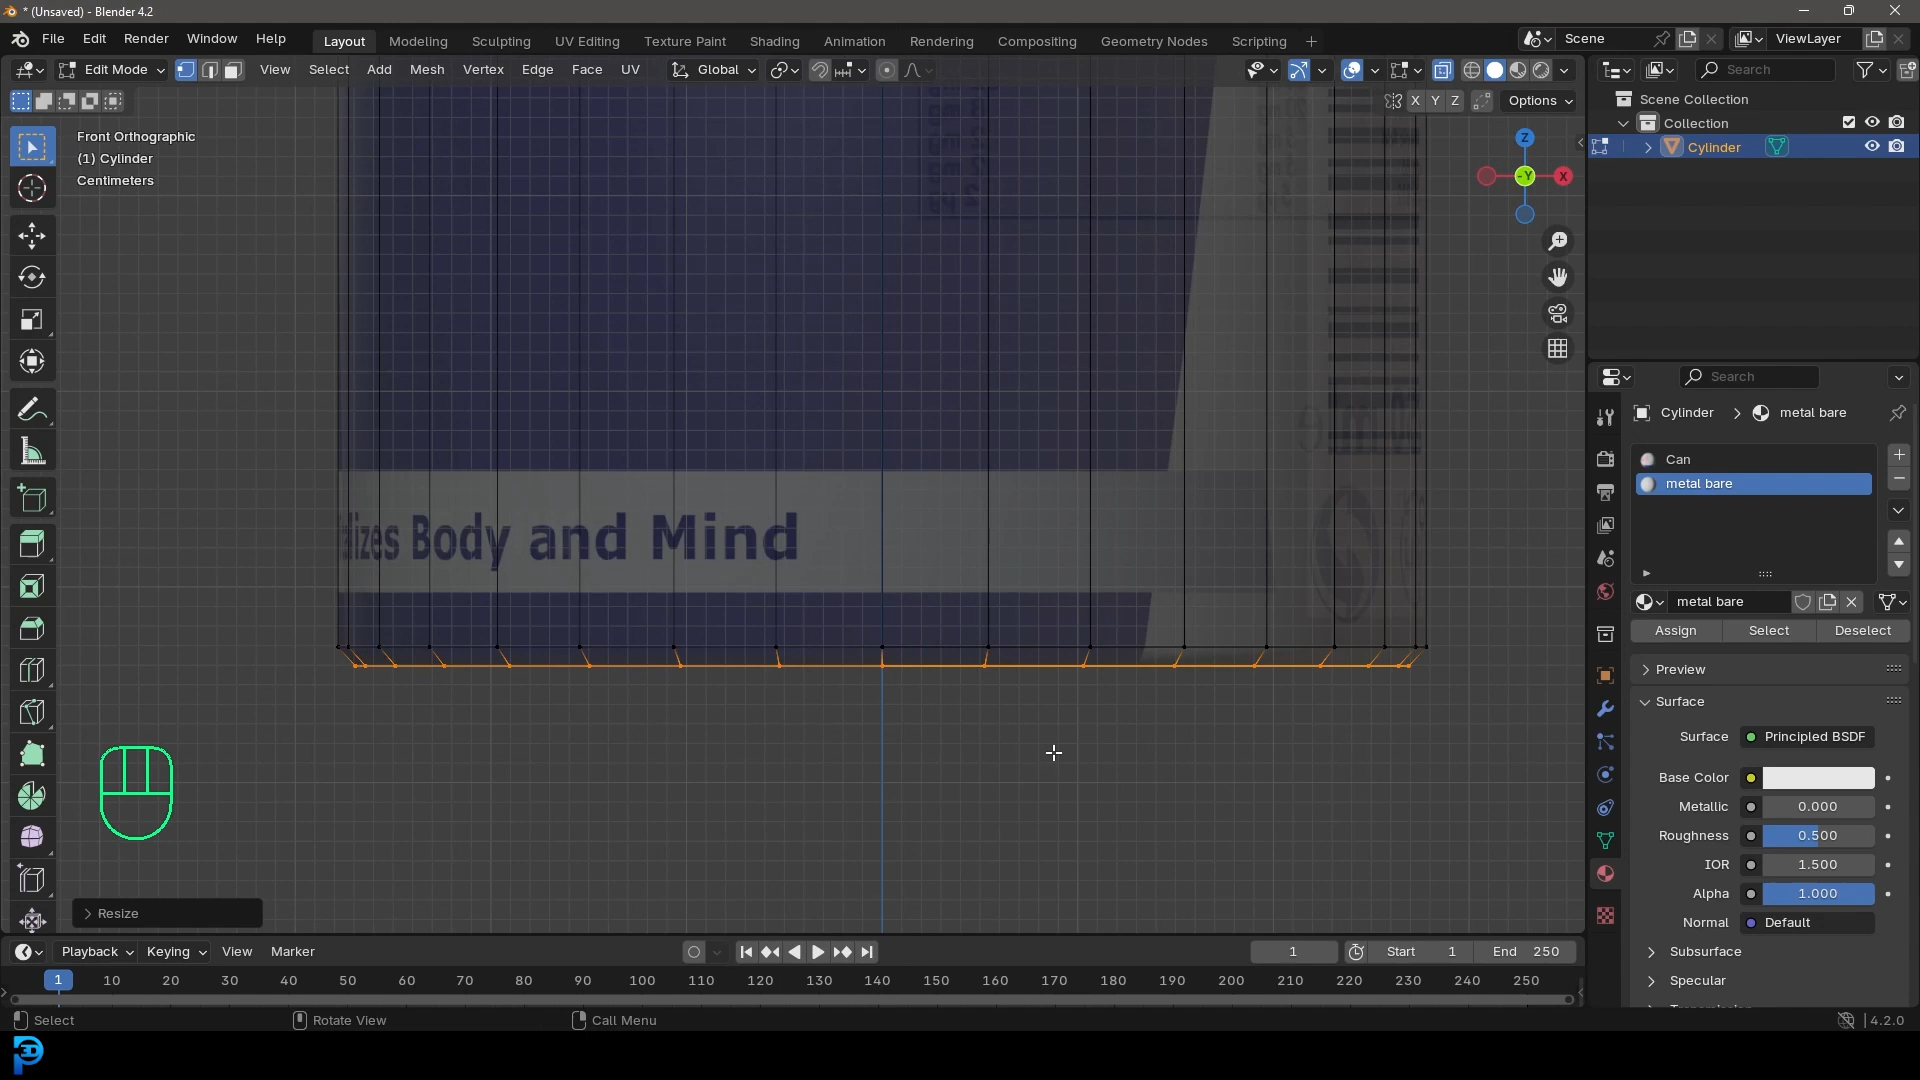 * (Unsaved) - Blender 4.2
File Edit Render Window Help
Layout Modeling Sculpting UV Editing Texture Paint Shading Animation Rendering Compositing Geometry Nodes Scripting +
Scene
ViewLayer
Edit Mode View Select Add Mesh Vertex Edge Face UV Global
Search
X Y Z Options
Scene Collection
Collection
Cylinder
Front Orthographic
(1) Cylinder
Centimeters
Z
-Y
X
Search
Cylinder > metal bare
Can
metal bare
metal bare
Assign Select Deselect
Preview
Surface
Surface Principled BSDF
Base Color
Metallic 0.000
Roughness 0.500
IOR 1.500
Alpha 1.000
Normal Default
Subsurface
Specular
Body and Mind
Resize
Playback Keying View Marker
1
Start 1
End 250
1 10 20 30 40 50 60 70 80 90 100 110 120 130 140 150 160 170 180 190 200 210 220 230 240 250
Select Rotate View Call Menu
4.2.0